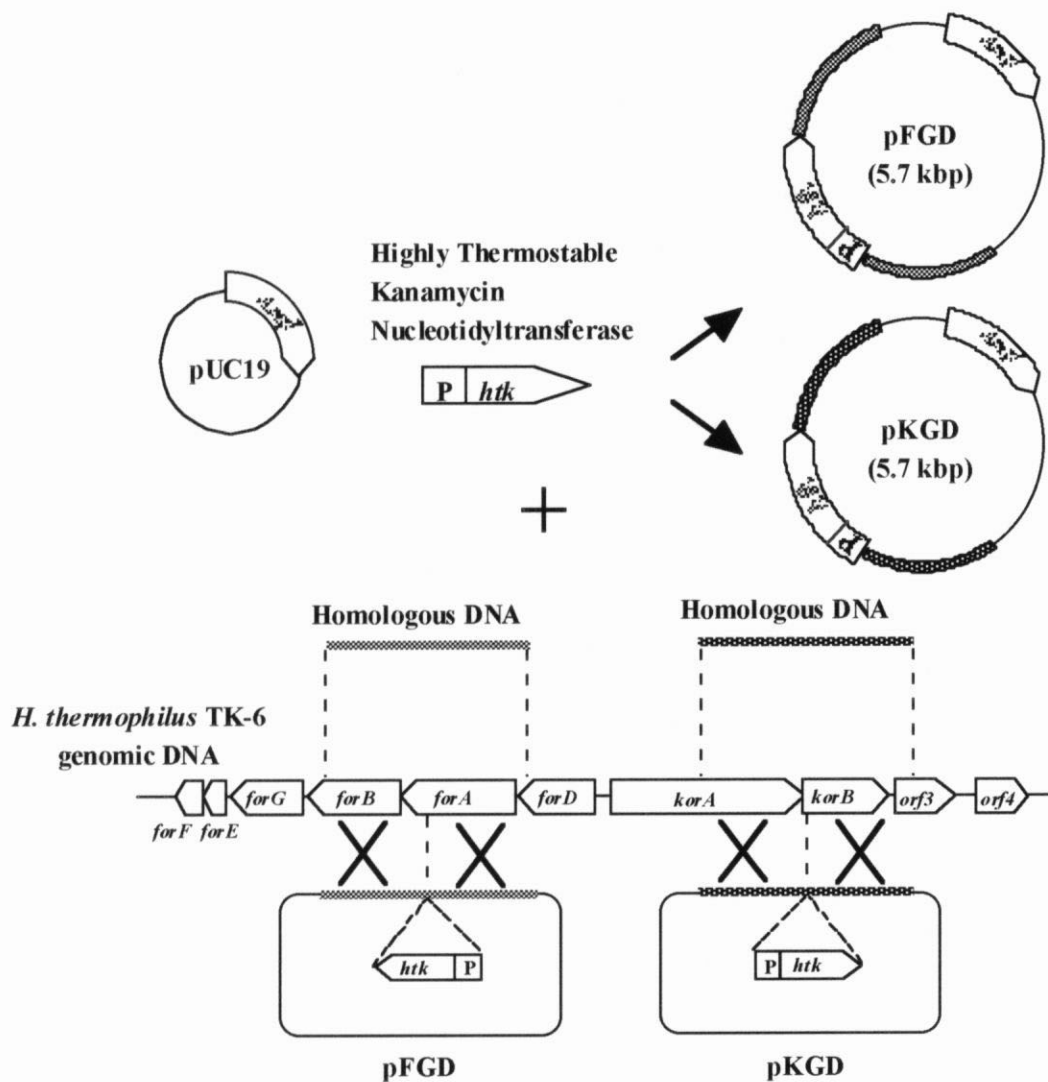 pFGD
(5.7 kbp)
P
Highly Thermostable
Kanamycin
Nucleotidyltransferase
pUC19
P htk
pKGD
(5.7 kbp)
P
Homologous DNA Homologous DNA
H. thermophilus TK-6
genomic DNA
forG forB forA forD korA korB orf3 orf4
forF forE
htk P P htk
pFGD pKGD